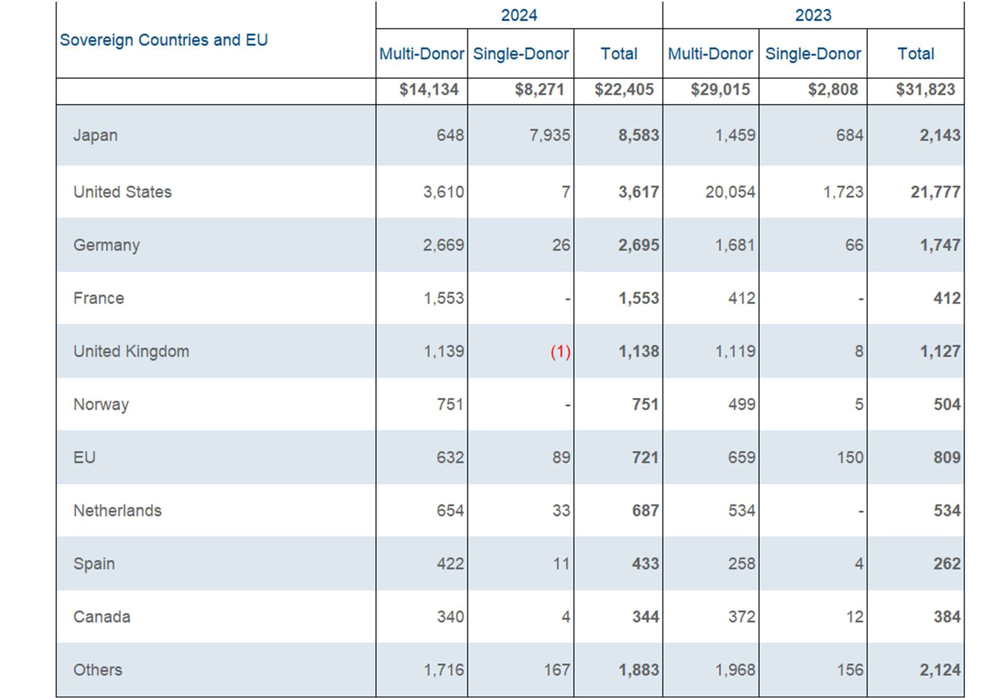 2024 2023
Sovereign Countries and EU
Multi-Donor Single-Donor Total Multi-Donor Single-Donor Total
$14,134 $8,271 $22,405 $29,015 $2,808 $31,823
Japan 648 7,935 8,583 1,459 684 2,143
United States 3,610 7 3,617 20,054 1,723 21,777
Germany 2,669 26 2,695 1,681 66 1,747
France 1,553 - 1,553 412 - 412
United Kingdom 1,139 (1) 1,138 1,119 8 1,127
Norway 751 - 751 499 5 504
EU 632 89 721 659 150 809
Netherlands 654 33 687 534 - 534
Spain 422 11 433 258 4 262
Canada 340 4 344 372 12 384
Others 1,716 167 1,883 1,968 156 2,124